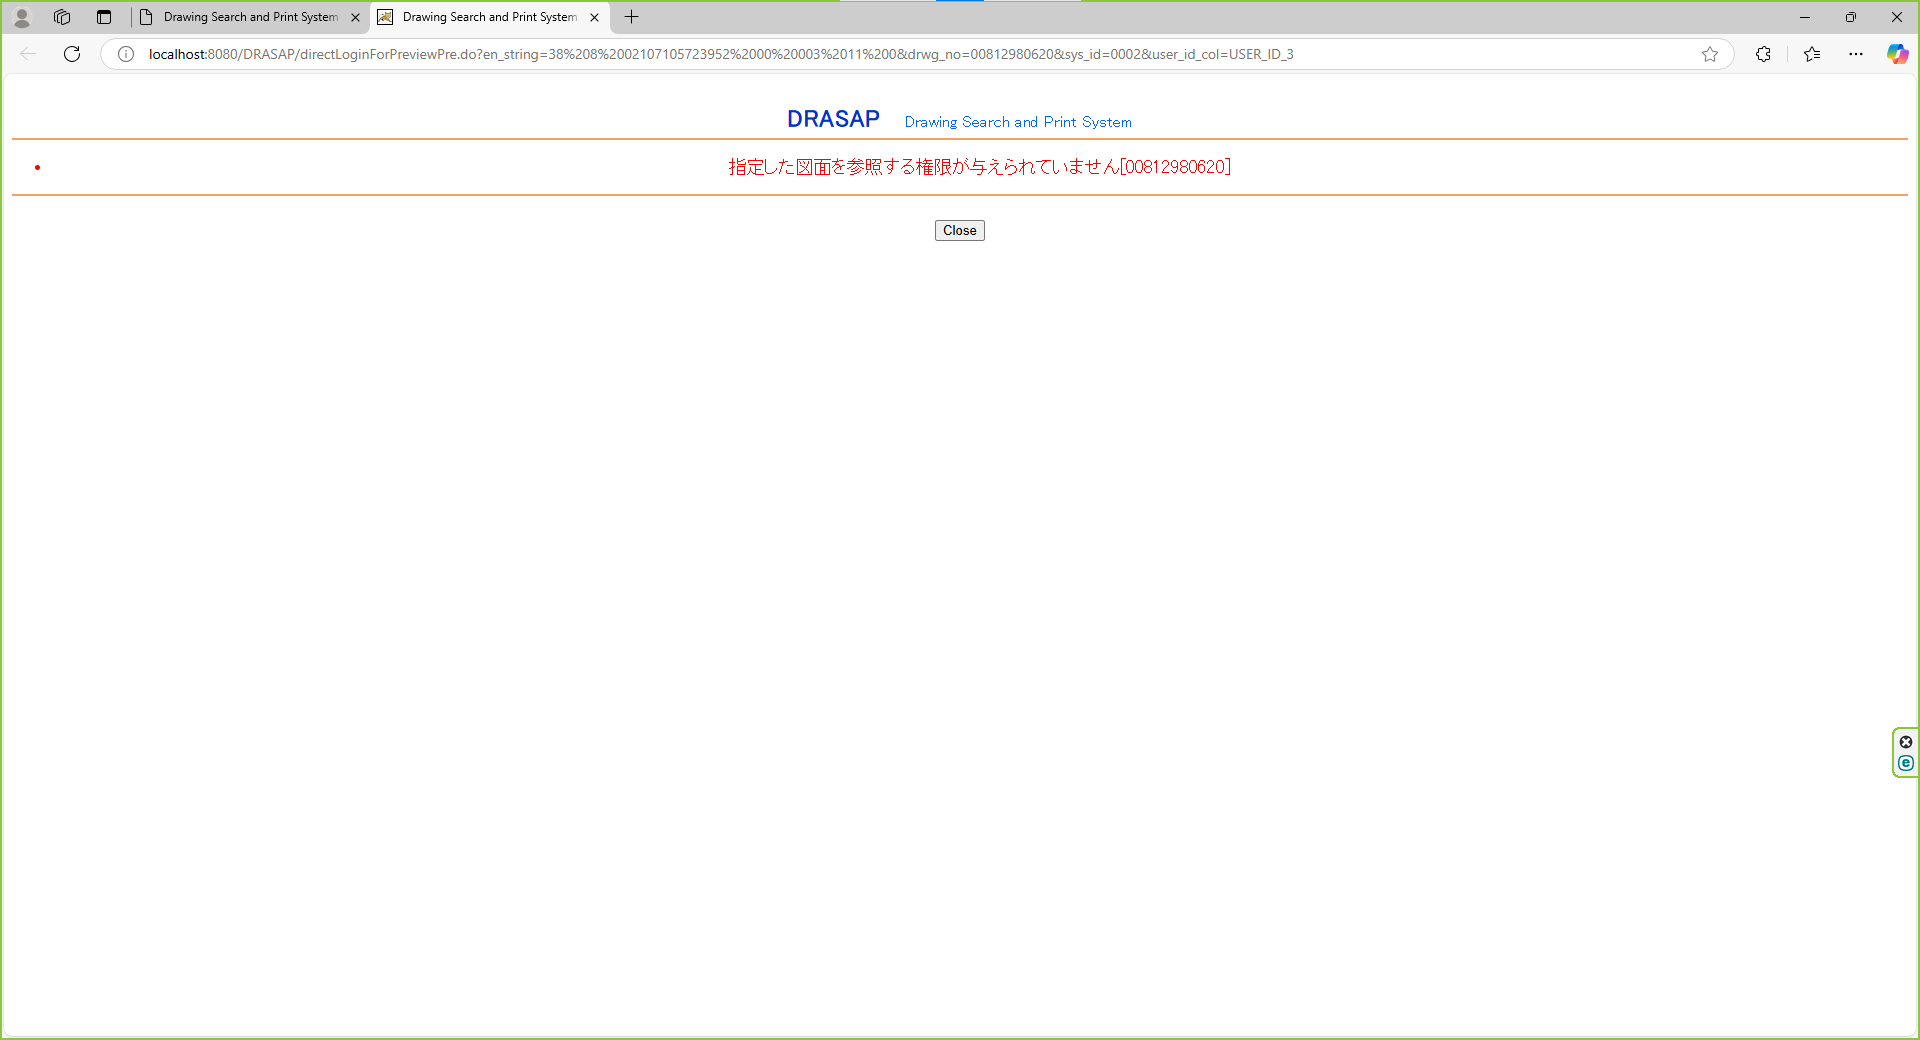 Drawing Search and Print System
Drawing Search and Print System
localhost:8080/DRASAP/directLoginForPreviewPre.do?en_string=38%208%2002107105723952%2000%20003%2011%200&drwg_no=00812980620&sys_id=0002&user_id_col=USER_ID_3
DRASAP Drawing Search and Print System
指定した図面を参照する権限が与えられていません[00812980620]
Close